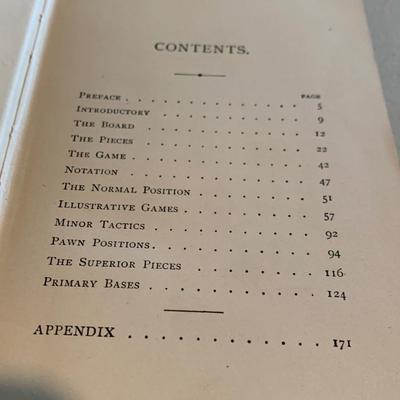 CONTENTS.
PAGE
PREFACE . . . . . . . . . . . . . 5
INTRODUCTORY . . . . . . . . . . . 9
THE BOARD . . . . . . . . . . . . 12
THE PIECES . . . . . . . . . . . . 22
THE GAME . . . . . . . . . . . . 42
NOTATION . . . . . . . . . . . . 47
THE NORMAL POSITION . . . . . . . . 51
ILLUSTRATIVE GAMES . . . . . . . . . 57
MINOR TACTICS . . . . . . . . . . . 92
PAWN POSITIONS . . . . . . . . . . . 94
THE SUPERIOR PIECES . . . . . . . . 116
PRIMARY BASES . . . . . . . . . . . 124
APPENDIX . . . . . . . . . . . . 171